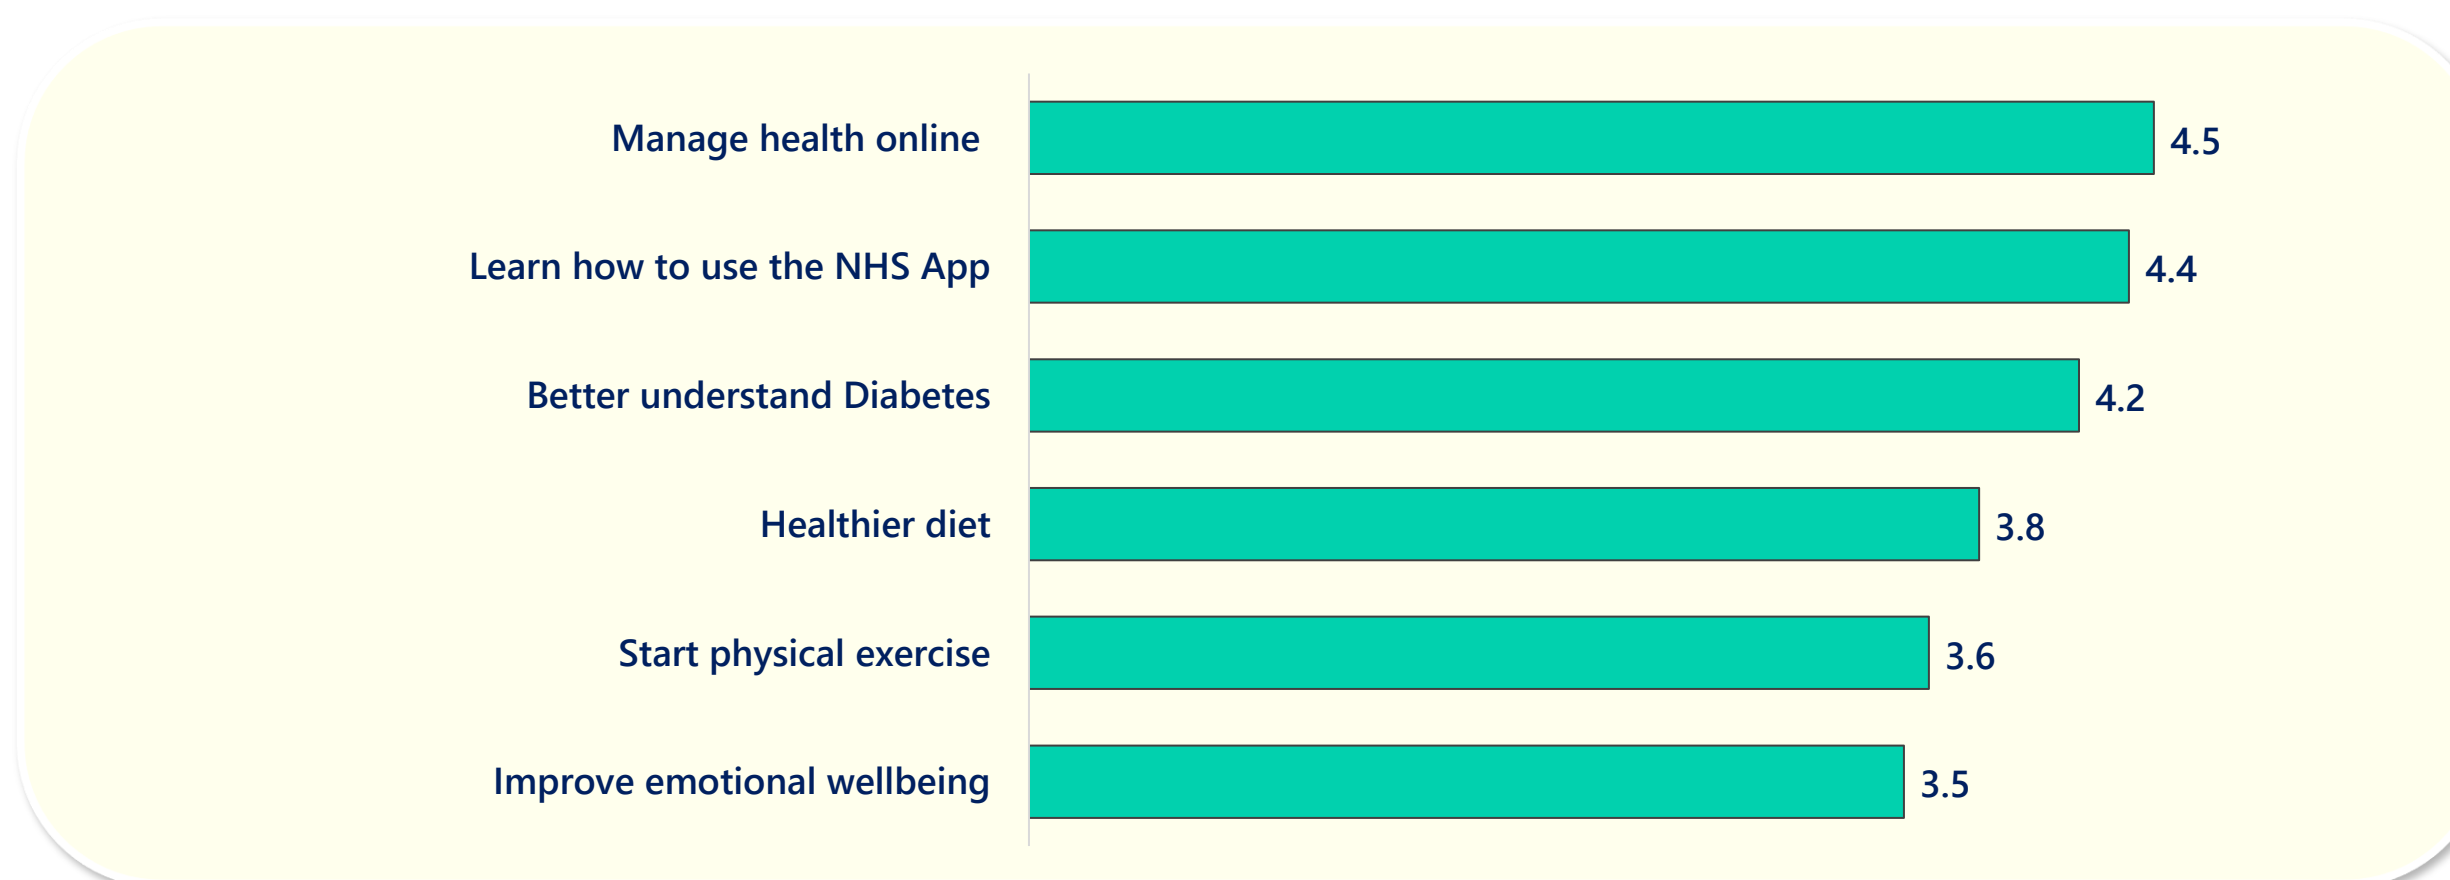 Manage health online 4.5
Learn how to use the NHS App 4.4
Better understand Diabetes 4.2
Healthier diet 3.8
Start physical exercise 3.6
Improve emotional wellbeing 3.5